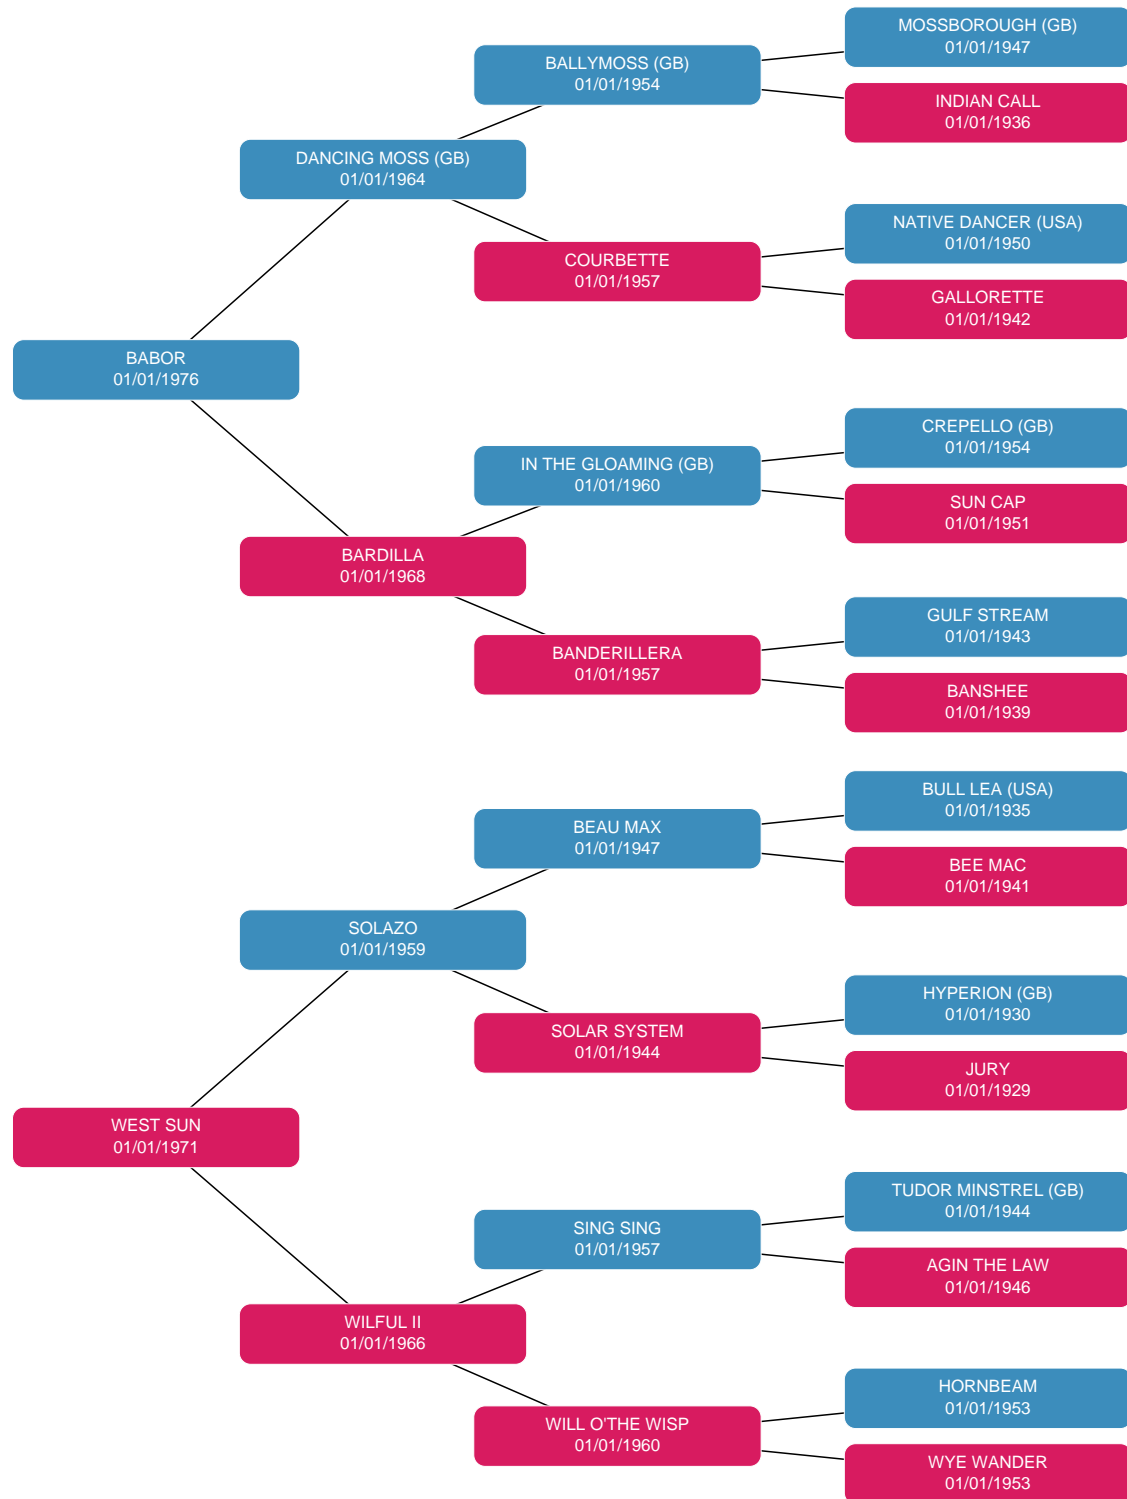 MOSSBOROUGH (GB)
01/01/1947
BALLYMOSS (GB)
01/01/1954
INDIAN CALL
01/01/1936
DANCING MOSS (GB)
01/01/1964
NATIVE DANCER (USA)
01/01/1950
COURBETTE
01/01/1957
GALLORETTE
01/01/1942
BABOR
01/01/1976
CREPELLO (GB)
01/01/1954
IN THE GLOAMING (GB)
01/01/1960
SUN CAP
01/01/1951
BARDILLA
01/01/1968
GULF STREAM
01/01/1943
BANDERILLERA
01/01/1957
BANSHEE
01/01/1939
BULL LEA (USA)
01/01/1935
BEAU MAX
01/01/1947
BEE MAC
01/01/1941
SOLAZO
01/01/1959
HYPERION (GB)
01/01/1930
SOLAR SYSTEM
01/01/1944
JURY
01/01/1929
WEST SUN
01/01/1971
TUDOR MINSTREL (GB)
01/01/1944
SING SING
01/01/1957
AGIN THE LAW
01/01/1946
WILFUL II
01/01/1966
HORNBEAM
01/01/1953
WILL O'THE WISP
01/01/1960
WYE WANDER
01/01/1953